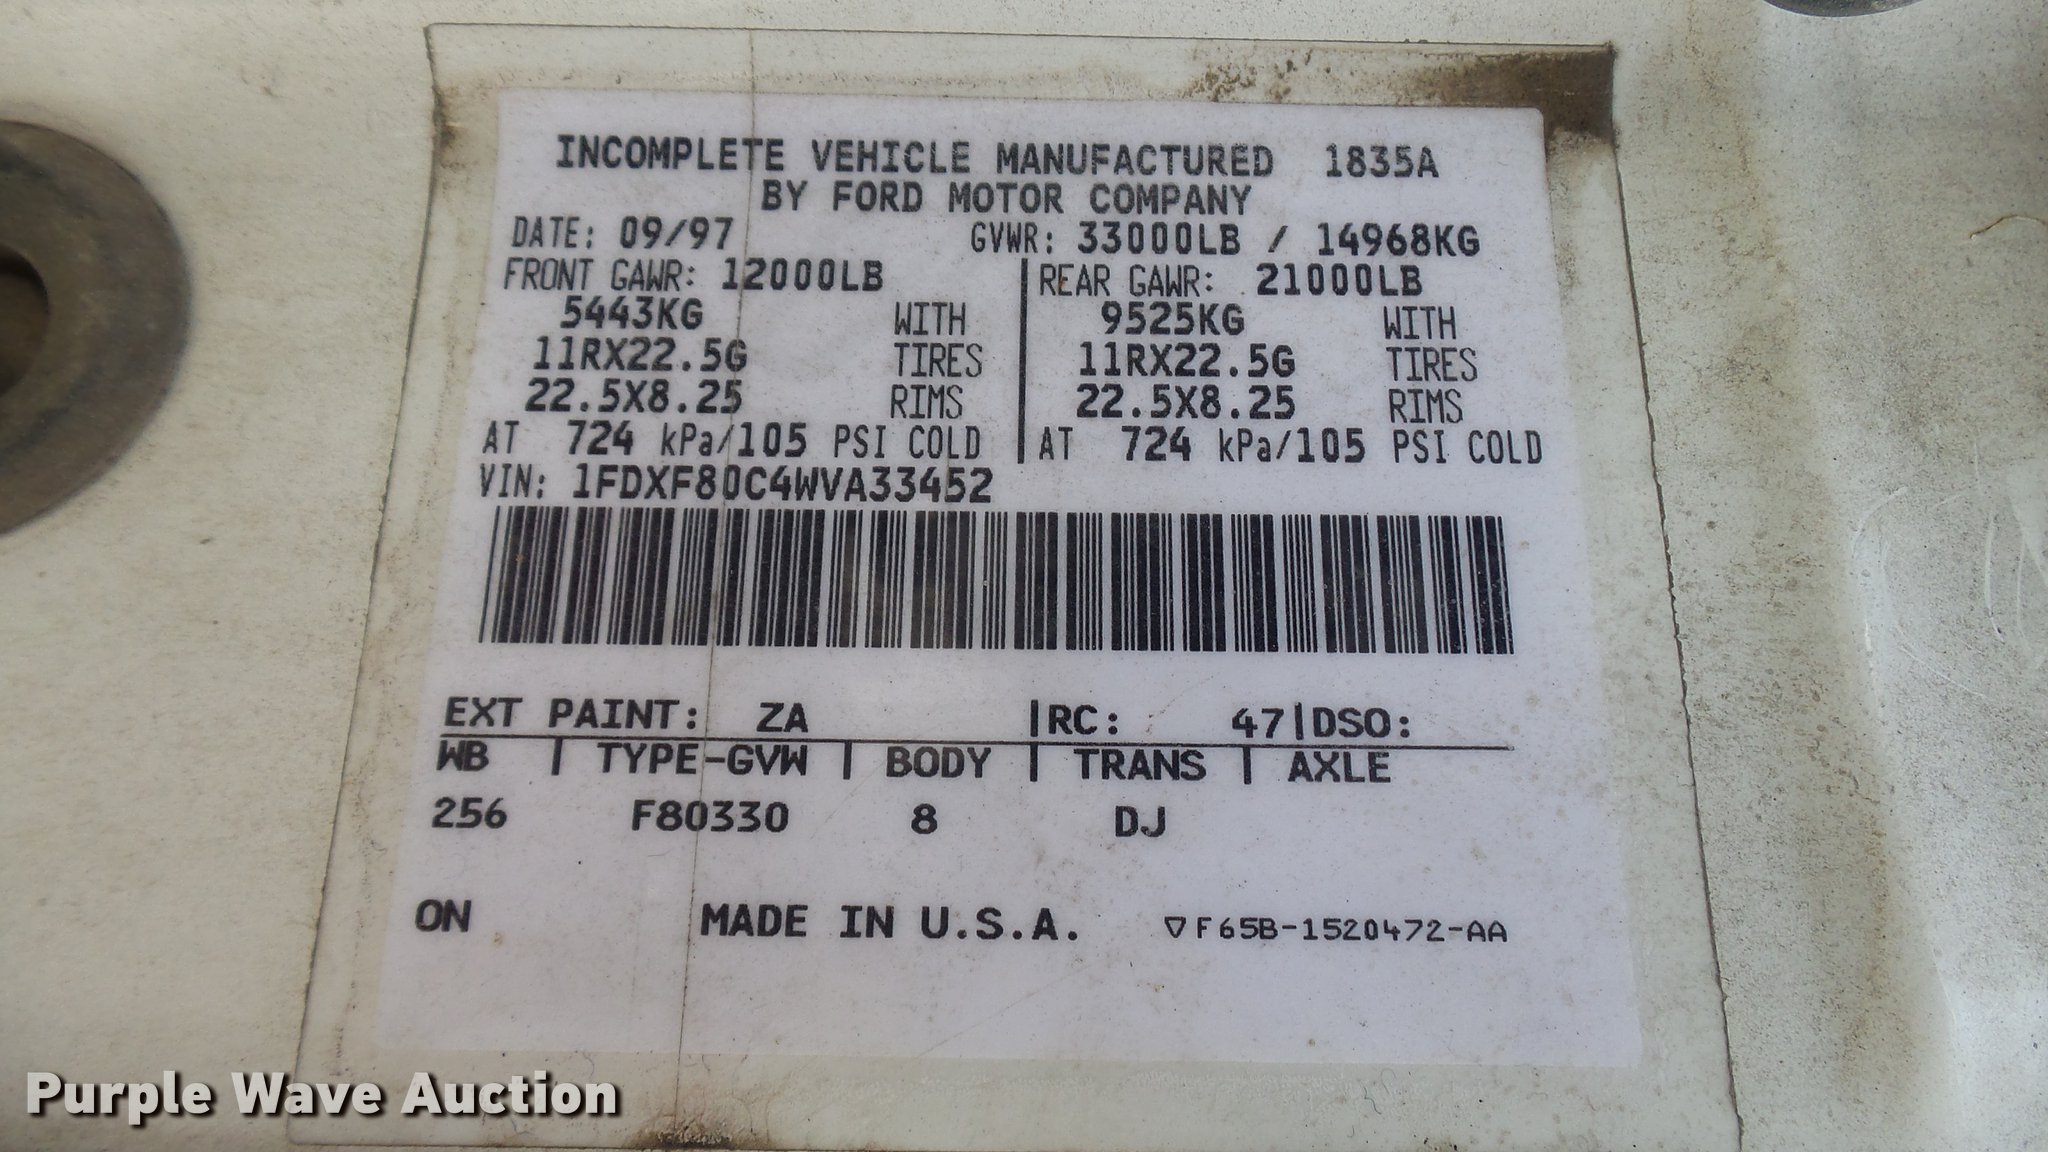 INCOMPLETE VEHICLE MANUFACTURED 1835A
BY FORD MOTOR COMPANY
DATE: 09/97 GVWR: 33000LB / 14968KG
FRONT GAWR: 12000LB | REAR GAWR: 21000LB
5443KG WITH 9525KG WITH
11RX22.5G TIRES 11RX22.5G TIRES
22.5X8.25 RIMS 22.5X8.25 RIMS
AT 724 kPa/105 PSI COLD | AT 724 kPa/105 PSI COLD
VIN: 1FDXF80C4WVA33452
EXT PAINT: ZA |RC: 47|DSO:
WB | TYPE-GVW | BODY | TRANS | AXLE
256 F80330 8 DJ
ON MADE IN U.S.A. ▽F65B-1520472-AA
Purple Wave Auction